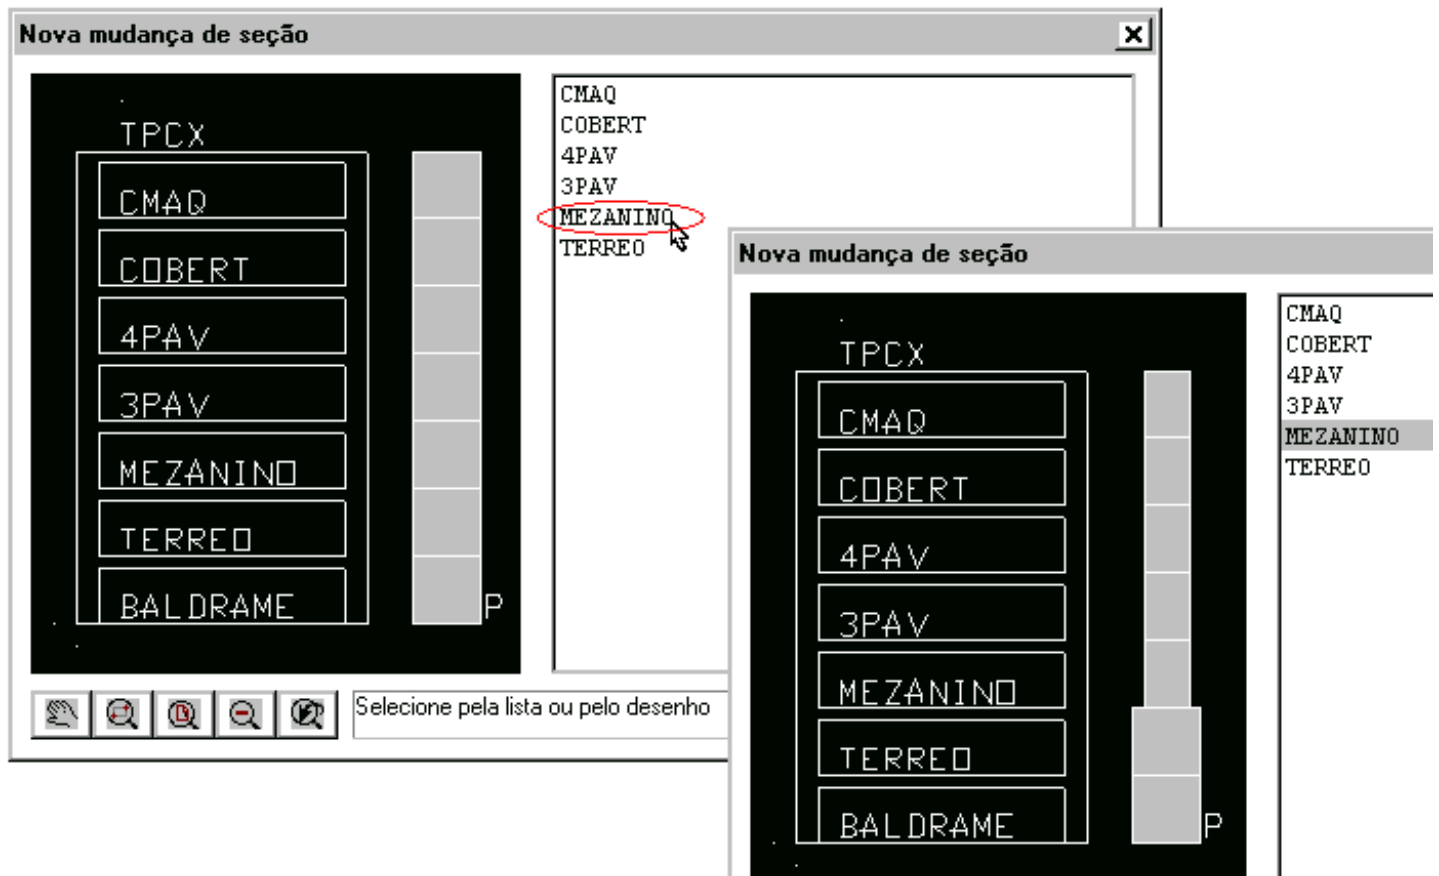 Nova mudança de seção
TPCX
CMAQ
COBERT
4PAV
3PAV
MEZANINO
TERREO
BALDRAME
P
CMAQ
COBERT
4PAV
3PAV
MEZANINO
TERREO
Selecione pela lista ou pelo desenho
Nova mudança de seção
TPCX
CMAQ
COBERT
4PAV
3PAV
MEZANINO
TERREO
BALDRAME
P
CMAQ
COBERT
4PAV
3PAV
MEZANINO
TERREO